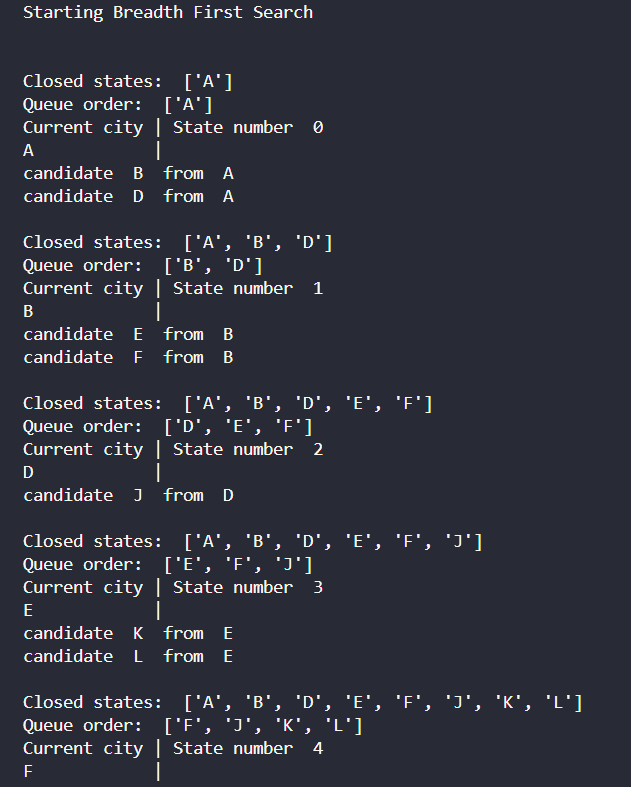 Starting Breadth First Search
Closed states:  ['A']
Queue order:  ['A']
Current city | State number  0
A            |
candidate  B  from  A
candidate  D  from  A
Closed states:  ['A', 'B', 'D']
Queue order:  ['B', 'D']
Current city | State number  1
B            |
candidate  E  from  B
candidate  F  from  B
Closed states:  ['A', 'B', 'D', 'E', 'F']
Queue order:  ['D', 'E', 'F']
Current city | State number  2
D            |
candidate  J  from  D
Closed states:  ['A', 'B', 'D', 'E', 'F', 'J']
Queue order:  ['E', 'F', 'J']
Current city | State number  3
E            |
candidate  K  from  E
candidate  L  from  E
Closed states:  ['A', 'B', 'D', 'E', 'F', 'J', 'K', 'L']
Queue order:  ['F', 'J', 'K', 'L']
Current city | State number  4
F            |